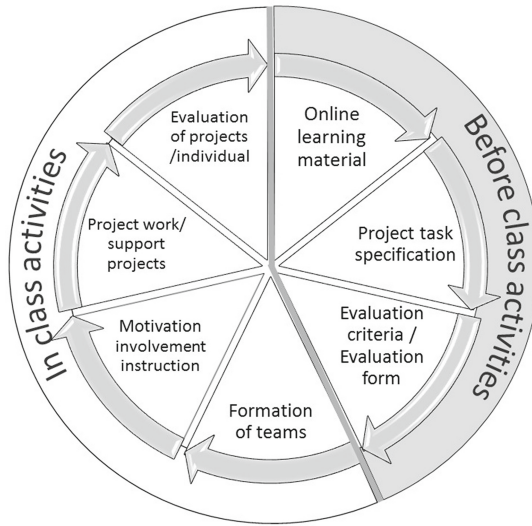 Online
learning
material
Project task
specification
Evaluation
criteria /
Evaluation
form
Formation
of teams
Motivation
involvement
instruction
Project work/
support
projects
Evaluation
of projects
/individual
Before class activities
In class activities